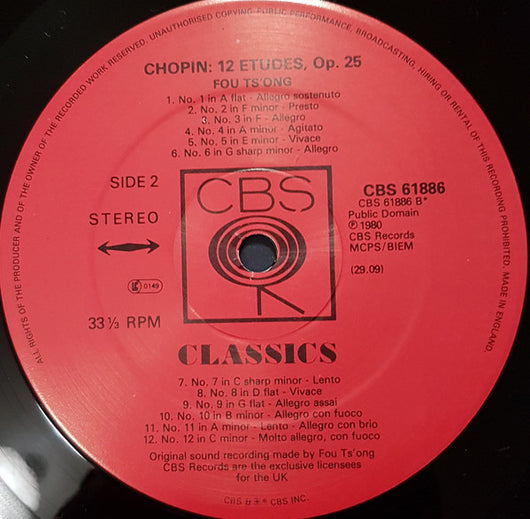 ALL RIGHTS OF THE PRODUCER AND OF THE OWNER OF THE RECORDED WORK RESERVED. UNAUTHORISED COPYING PUBLIC PERFORMANCE, BROADCASTING, HIRING OR RENTAL OF THIS RECORDING PROHIBITED. MADE IN ENGLAND.
CHOPIN: 12 ETUDES, Op. 25
FOU TS'ONG
1. No. 1 in A flat - Allegro sostenuto
2. No. 2 in F minor - Presto
3. No. 3 in F - Allegro
4. No. 4 in A minor - Agitato
5. No. 5 in E minor - Vivace
6. No. 6 in G sharp minor - Allegro
SIDE 2
STEREO
0149
33 ⅓ RPM
CBS
CBS 61886
CBS 61886 B*
Public Domain
℗ 1980
CBS Records
MCPS/BIEM
(29.09)
CLASSICS
7. No. 7 in C sharp minor - Lento
8. No. 8 in D flat - Vivace
9. No. 9 in G flat - Allegro assai
10. No. 10 in B minor - Allegro con fuoco
11. No. 11 in A minor - Lento - Allegro con brio
12. No. 12 in C minor - Molto allegro, con fuoco
Original sound recording made by Fou Ts'ong
CBS Records are the exclusive licensees
for the UK
CBS & CBS INC.